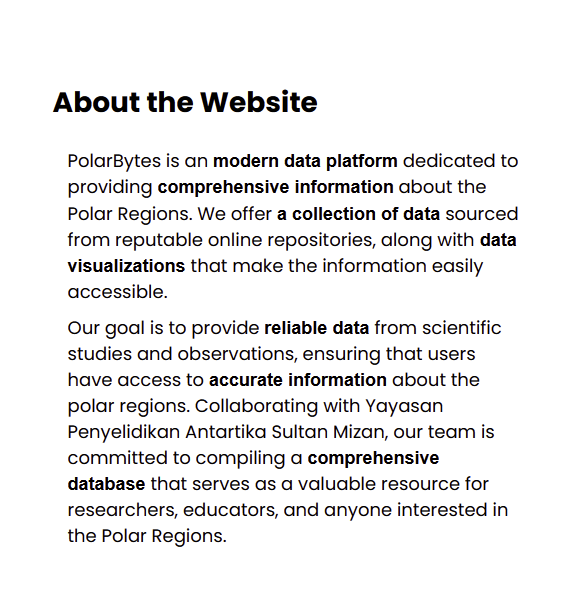 About the Website
PolarBytes is an modern data platform dedicated to
providing comprehensive information about the
Polar Regions. We offer a collection of data sourced
from reputable online repositories, along with data
visualizations that make the information easily
accessible.
Our goal is to provide reliable data from scientific
studies and observations, ensuring that users
have access to accurate information about the
polar regions. Collaborating with Yayasan
Penyelidikan Antartika Sultan Mizan, our team is
committed to compiling a comprehensive
database that serves as a valuable resource for
researchers, educators, and anyone interested in
the Polar Regions.